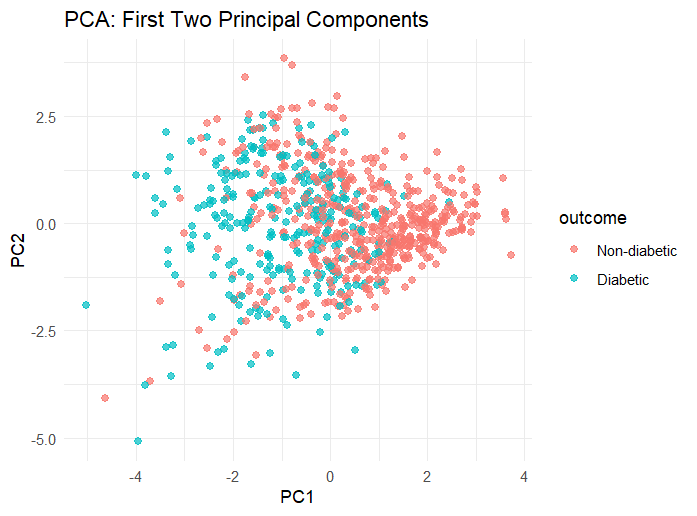 PCA: First Two Principal Components
2.5
0.0
-2.5
-5.0
PC2
-4
-2
0
2
4
PC1
outcome
Non-diabetic
Diabetic